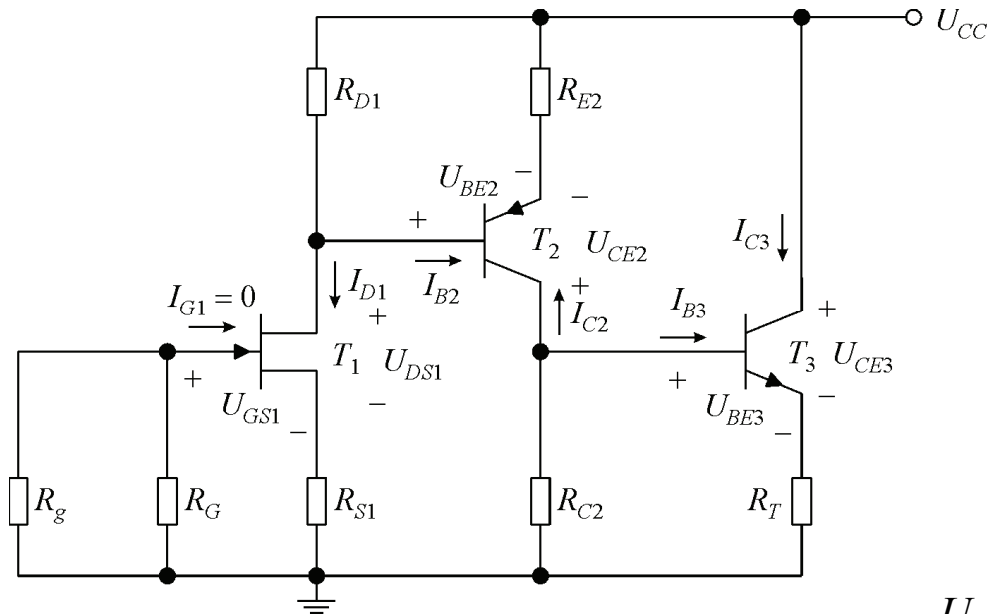 U_CC
R_D1
R_E2
U_BE2
−
−
+
T_2
U_CE2
I_C3
I_G1 = 0
I_D1
I_B2
+
I_C2
I_B3
+
+
T_1
U_DS1
T_3
U_CE3
+
+
U_GS1
−
−
U_BE3
−
−
R_g
R_G
R_S1
R_C2
R_T
U